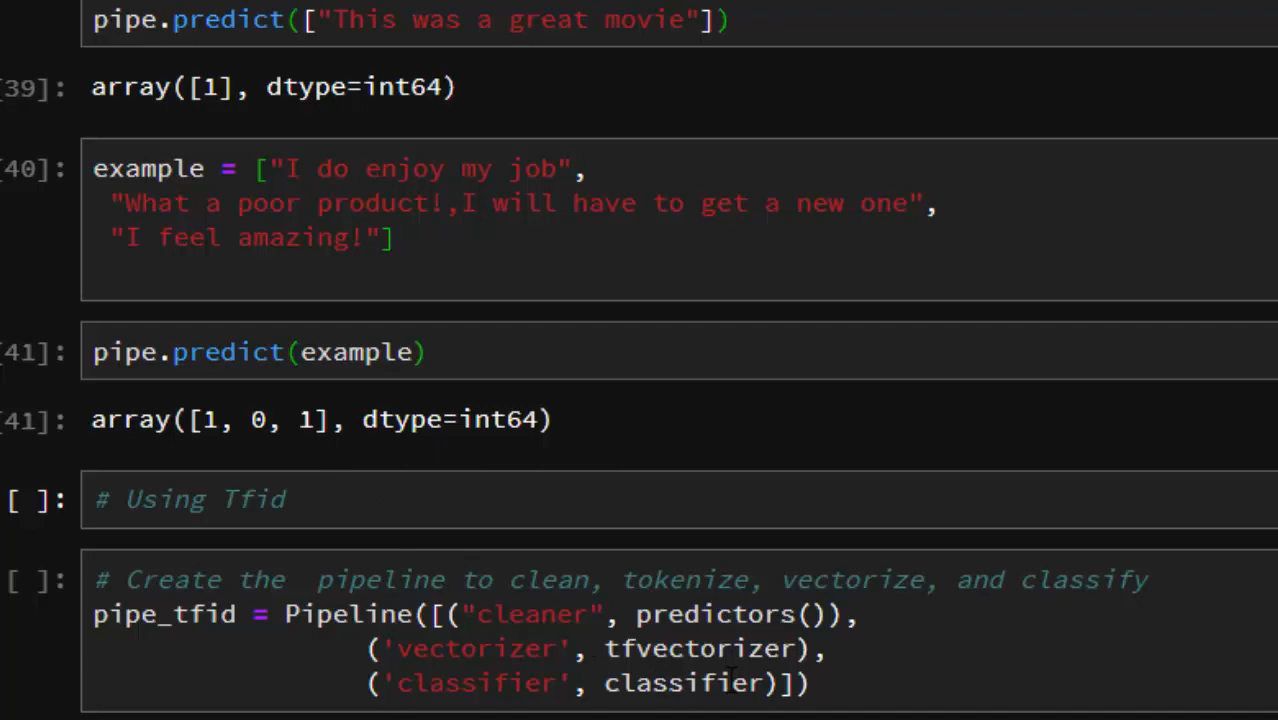 pipe.predict(["This was a great movie"])
[39]: array([1], dtype=int64)
[40]: example = ["I do enjoy my job",
"What a poor product!,I will have to get a new one",
"I feel amazing!"]
[41]: pipe.predict(example)
[41]: array([1, 0, 1], dtype=int64)
[ ]: # Using Tfid
[ ]: # Create the  pipeline to clean, tokenize, vectorize, and classify
pipe_tfid = Pipeline([("cleaner", predictors()),
('vectorizer', tfvectorizer),
('classifier', classifier)])